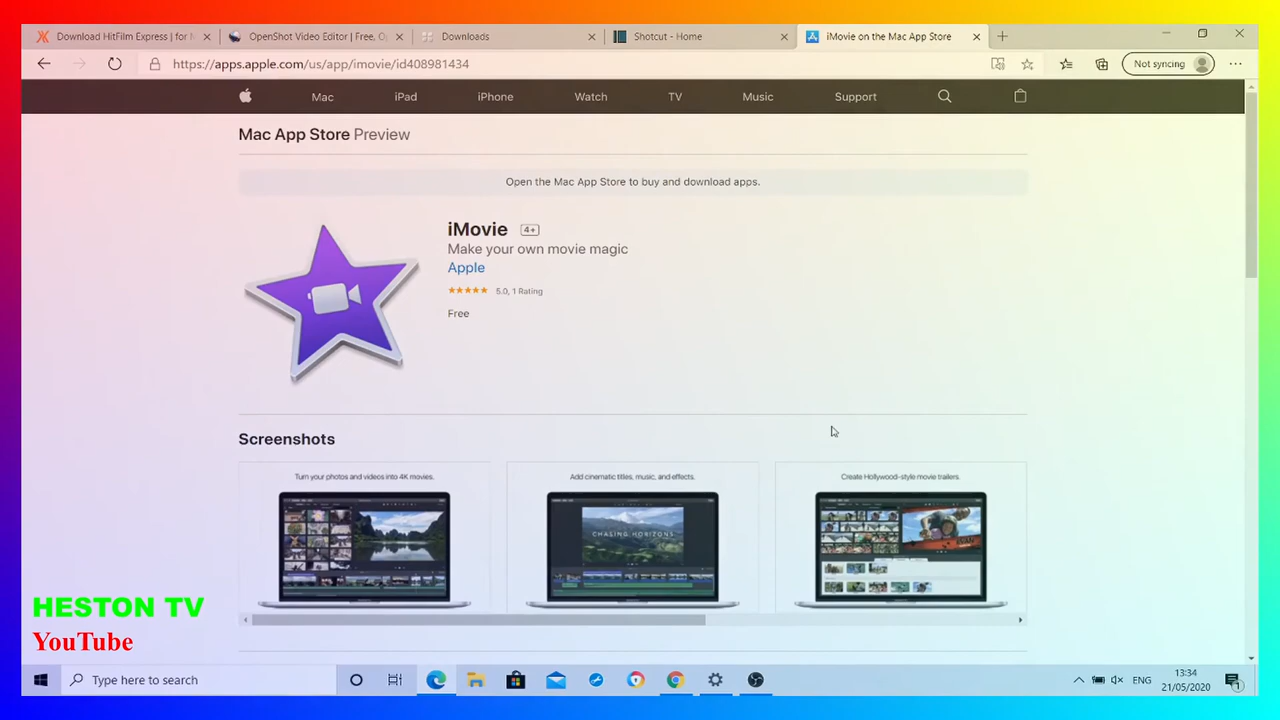 Download HitFilm Express | for N
OpenShot Video Editor | Free, O
Downloads
Shotcut - Home
iMovie on the Mac App Store
https://apps.apple.com/us/app/imovie/id408981434
Not syncing
Mac
iPad
iPhone
Watch
TV
Music
Support
Mac App Store Preview
Open the Mac App Store to buy and download apps.
iMovie 4+
Make your own movie magic
Apple
★★★★★ 5.0, 1 Rating
Free
Screenshots
Turn your photos and videos into 4K movies.
Add cinematic titles, music, and effects.
Create Hollywood-style movie trailers.
CHASING HORIZONS
HESTON TV
YouTube
Type here to search
ENG
13:34
21/05/2020
1